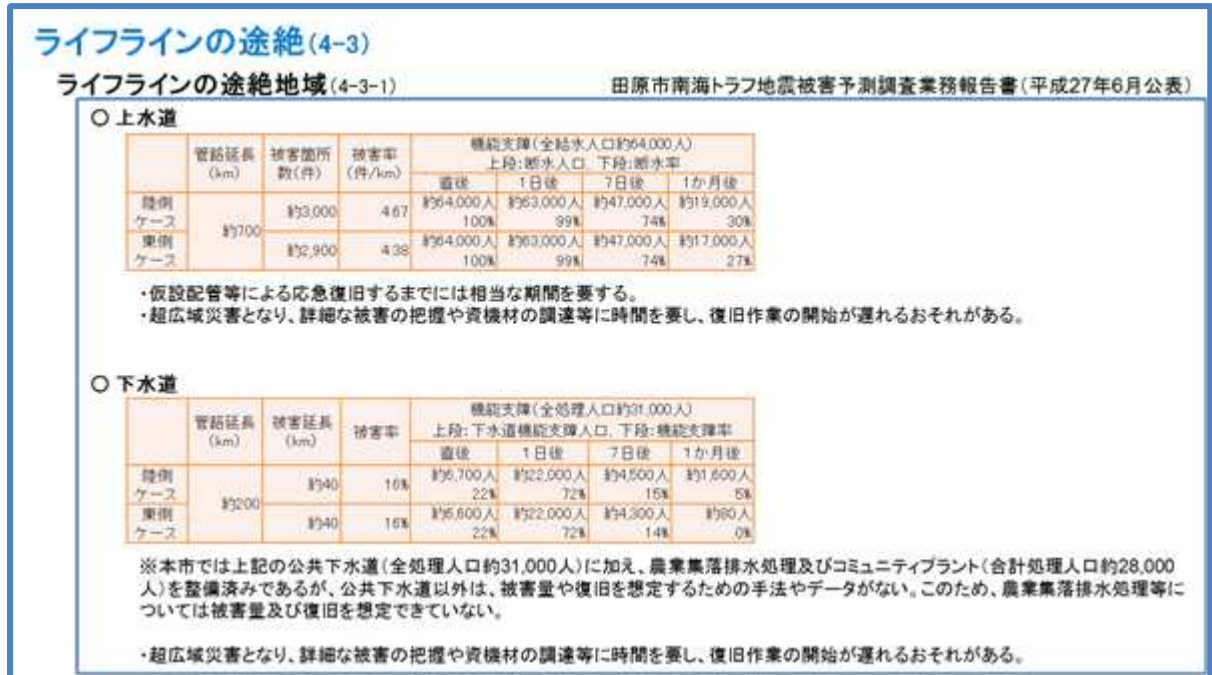 ライフラインの途絶(4-3)
ライフラインの途絶地域(4-3-1) 田原市南海トラフ地震被害予測調査業務報告書(平成27年6月公表)
○ 上水道
管路延長(km) 被害箇所数(件) 被害率(件/km) 機能支障(全給水人口約64,000人)
上段:断水人口、下段:断水率
直後 1日後 7日後 1か月後
陸側ケース 約700 約3,000 4.67 約64,000人 約63,000人 約47,000人 約19,000人
100% 99% 74% 30%
東側ケース 約2,900 4.38 約64,000人 約63,000人 約47,000人 約17,000人
100% 99% 74% 27%
・仮設配管等による応急復旧するまでには相当な期間を要する。
・超広域災害となり、詳細な被害の把握や資機材の調達等に時間を要し、復旧作業の開始が遅れるおそれがある。
○ 下水道
管路延長(km) 被害延長(km) 被害率 機能支障(全処理人口約31,000人)
上段:下水道機能支障人口、下段:機能支障率
直後 1日後 7日後 1か月後
陸側ケース 約200 約40 16% 約6,700人 約22,000人 約4,500人 約1,600人
22% 72% 15% 5%
東側ケース 約40 16% 約6,600人 約22,000人 約4,300人 約80人
22% 72% 14% 0%
※本市では上記の公共下水道(全処理人口約31,000人)に加え、農業集落排水処理及びコミュニティプラント(合計処理人口約28,000
人)を整備済みであるが、公共下水道以外は、被害量や復旧を想定するための手法やデータがない。このため、農業集落排水処理等に
ついては被害量及び復旧を想定できていない。
・超広域災害となり、詳細な被害の把握や資機材の調達等に時間を要し、復旧作業の開始が遅れるおそれがある。